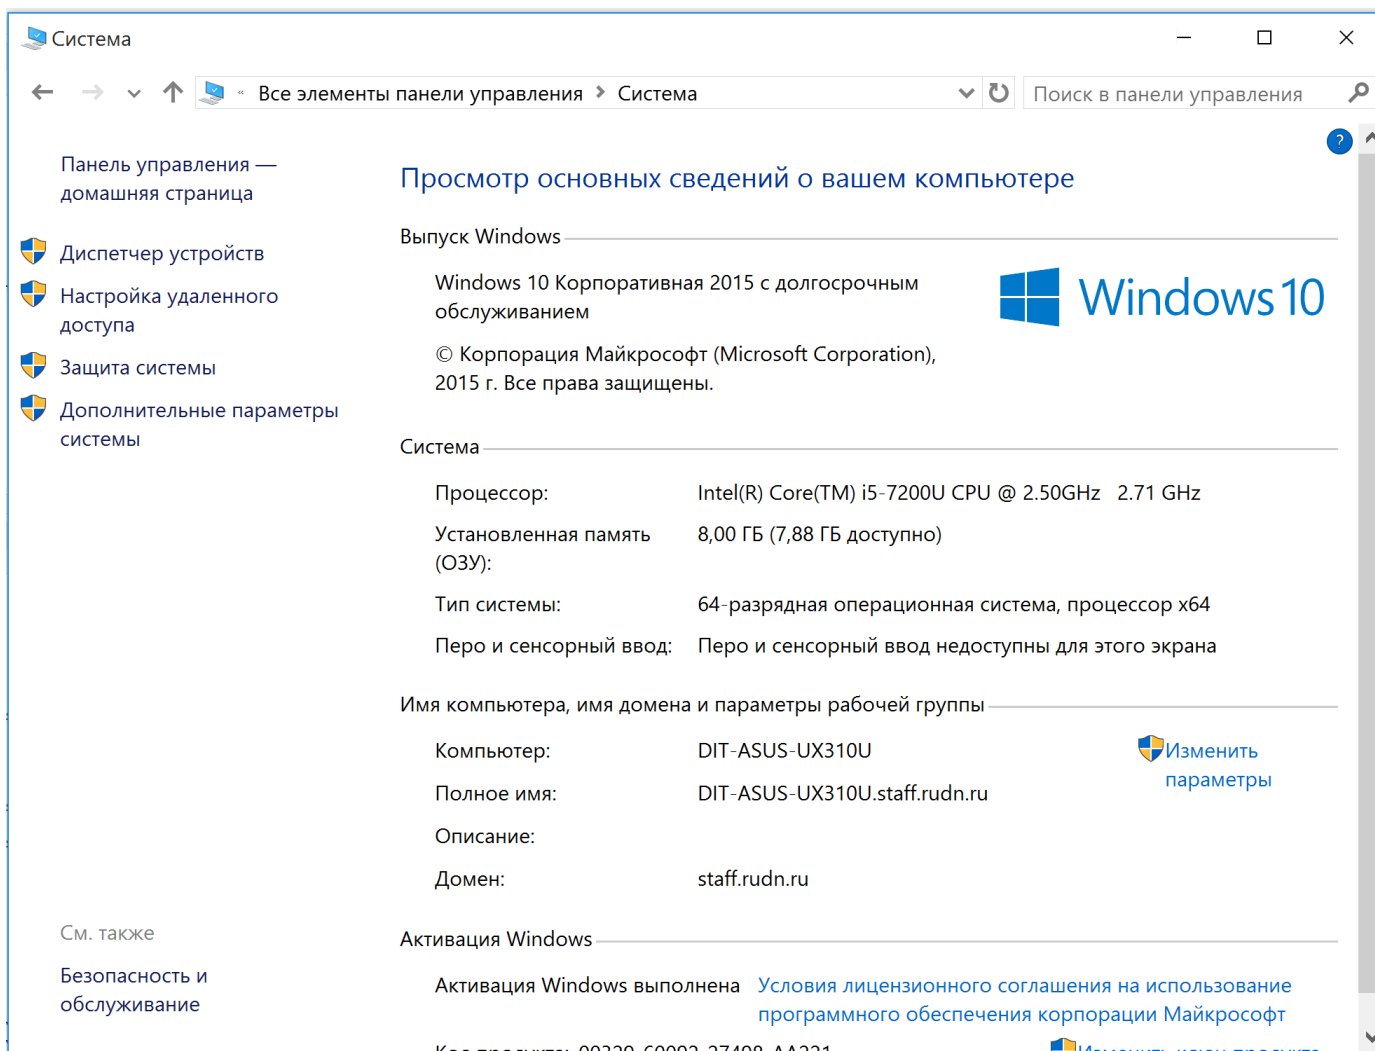 Система
Все элементы панели управления
Система
Поиск в панели управления
Панель управления —
домашняя страница
Диспетчер устройств
Настройка удаленного
доступа
Защита системы
Дополнительные параметры
системы
См. также
Безопасность и
обслуживание
?
Просмотр основных сведений о вашем компьютере
Выпуск Windows
Windows 10 Корпоративная 2015 с долгосрочным
обслуживанием
© Корпорация Майкрософт (Microsoft Corporation),
2015 г. Все права защищены.
Windows 10
Система
Процессор: Intel(R) Core(TM) i5-7200U CPU @ 2.50GHz 2.71 GHz
Установленная память 8,00 ГБ (7,88 ГБ доступно)
(ОЗУ):
Тип системы: 64-разрядная операционная система, процессор x64
Перо и сенсорный ввод: Перо и сенсорный ввод недоступны для этого экрана
Имя компьютера, имя домена и параметры рабочей группы
Компьютер: DIT-ASUS-UX310U
Изменить
параметры
Полное имя: DIT-ASUS-UX310U.staff.rudn.ru
Описание:
Домен: staff.rudn.ru
Активация Windows
Активация Windows выполнена Условия лицензионного соглашения на использование
программного обеспечения корпорации Майкрософт
Код продукта: Изменить ключ продукта